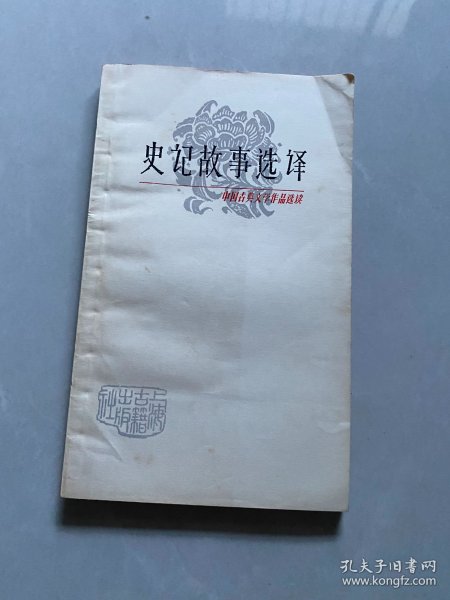 史记故事选译
中国古典文学作品选读
上海
古籍
出版
社
孔夫子旧书网
www.kongfz.com